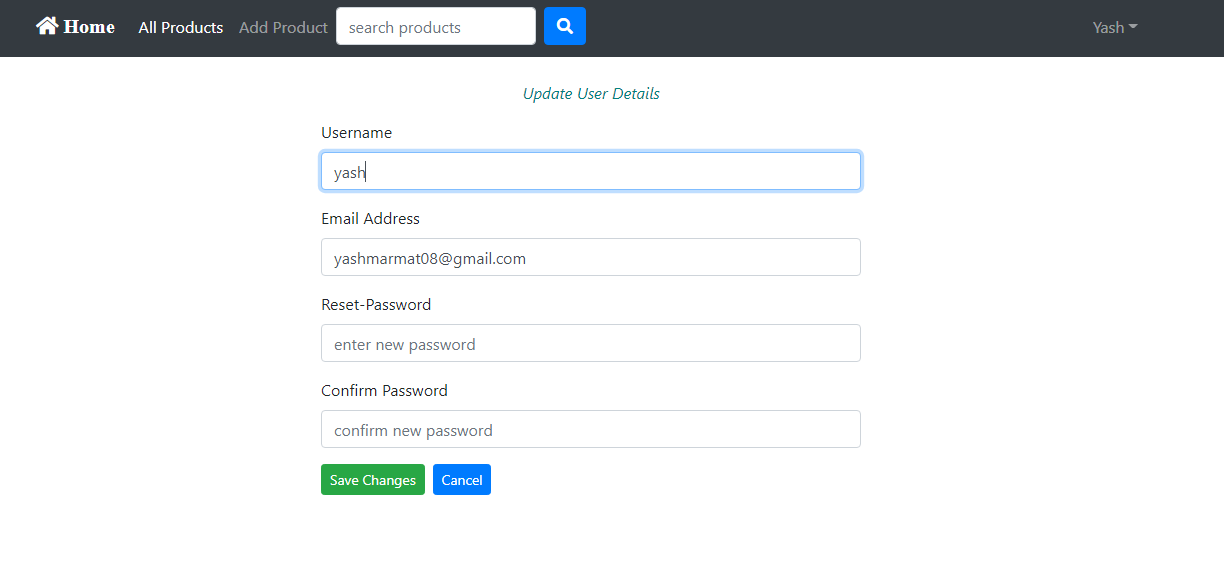 Home All Products Add Product search products Yash
Update User Details
Username
yash
Email Address
yashmarmat08@gmail.com
Reset-Password
enter new password
Confirm Password
confirm new password
Save Changes Cancel